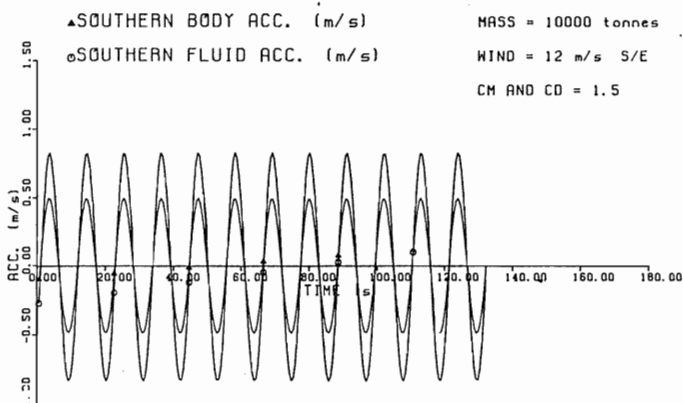 ▲SOUTHERN BODY ACC. (m/s)
⊙SOUTHERN FLUID ACC. (m/s)
MASS = 10000 tonnes
WIND = 12 m/s S/E
CM AND CD = 1.5
1.50
1.00
0.50
0.00
-0.50
.00
ACC. (m/s)
0.000 20.00 40.00 60.00 80.00 100.00 120.00 140.00 160.00 180.00
TIME (s)